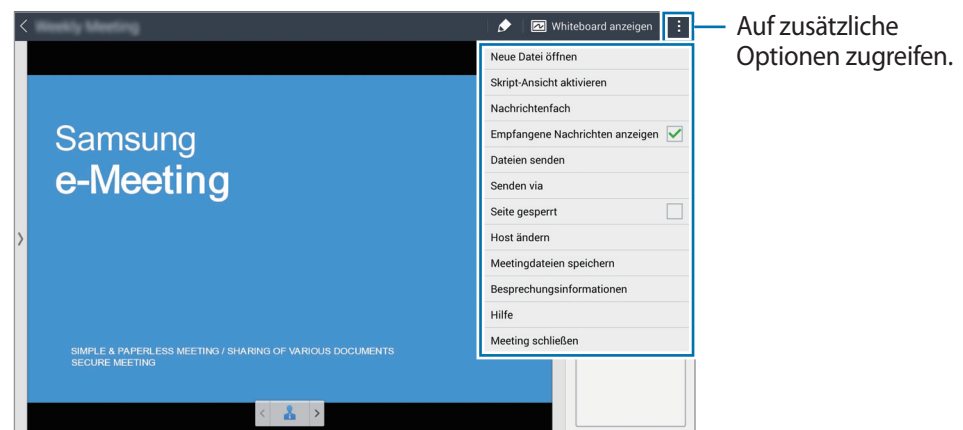 Whiteboard anzeigen
Auf zusätzliche
Optionen zugreifen.
Neue Datei öffnen
Skript-Ansicht aktivieren
Nachrichtenfach
Empfangene Nachrichten anzeigen
Dateien senden
Senden via
Seite gesperrt
Host ändern
Meetingdateien speichern
Besprechungsinformationen
Hilfe
Meeting schließen
Samsung
e-Meeting
SIMPLE & PAPERLESS MEETING / SHARING OF VARIOUS DOCUMENTS
SECURE MEETING